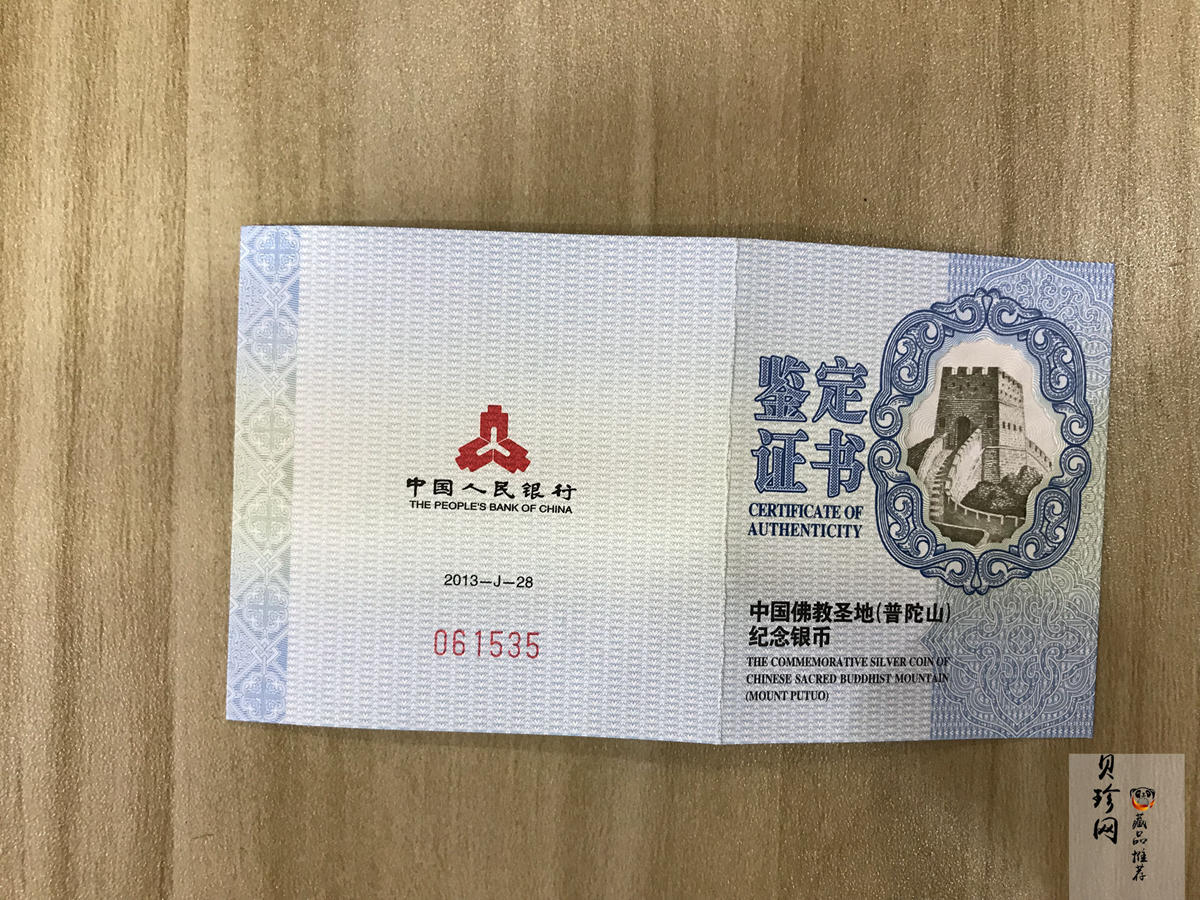 中国人民银行
THE PEOPLE'S BANK OF CHINA
2013—J—28
061535
鉴定
证书
CERTIFICATE OF
AUTHENTICITY
中国佛教圣地(普陀山)
纪念银币
THE COMMEMORATIVE SILVER COIN OF
CHINESE SACRED BUDDHIST MOUNTAIN
(MOUNT PUTUO)
贝珍网
藏品推荐